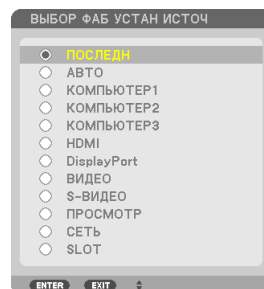 ВЫБОР ФАБ УСТАН ИСТОЧ
ПОСЛЕДН
АВТО
КОМПЬЮТЕР1
КОМПЬЮТЕР2
КОМПЬЮТЕР3
HDMI
DisplayPort
ВИДЕО
S-ВИДЕО
ПРОСМОТР
СЕТЬ
SLOT
ENTER EXIT